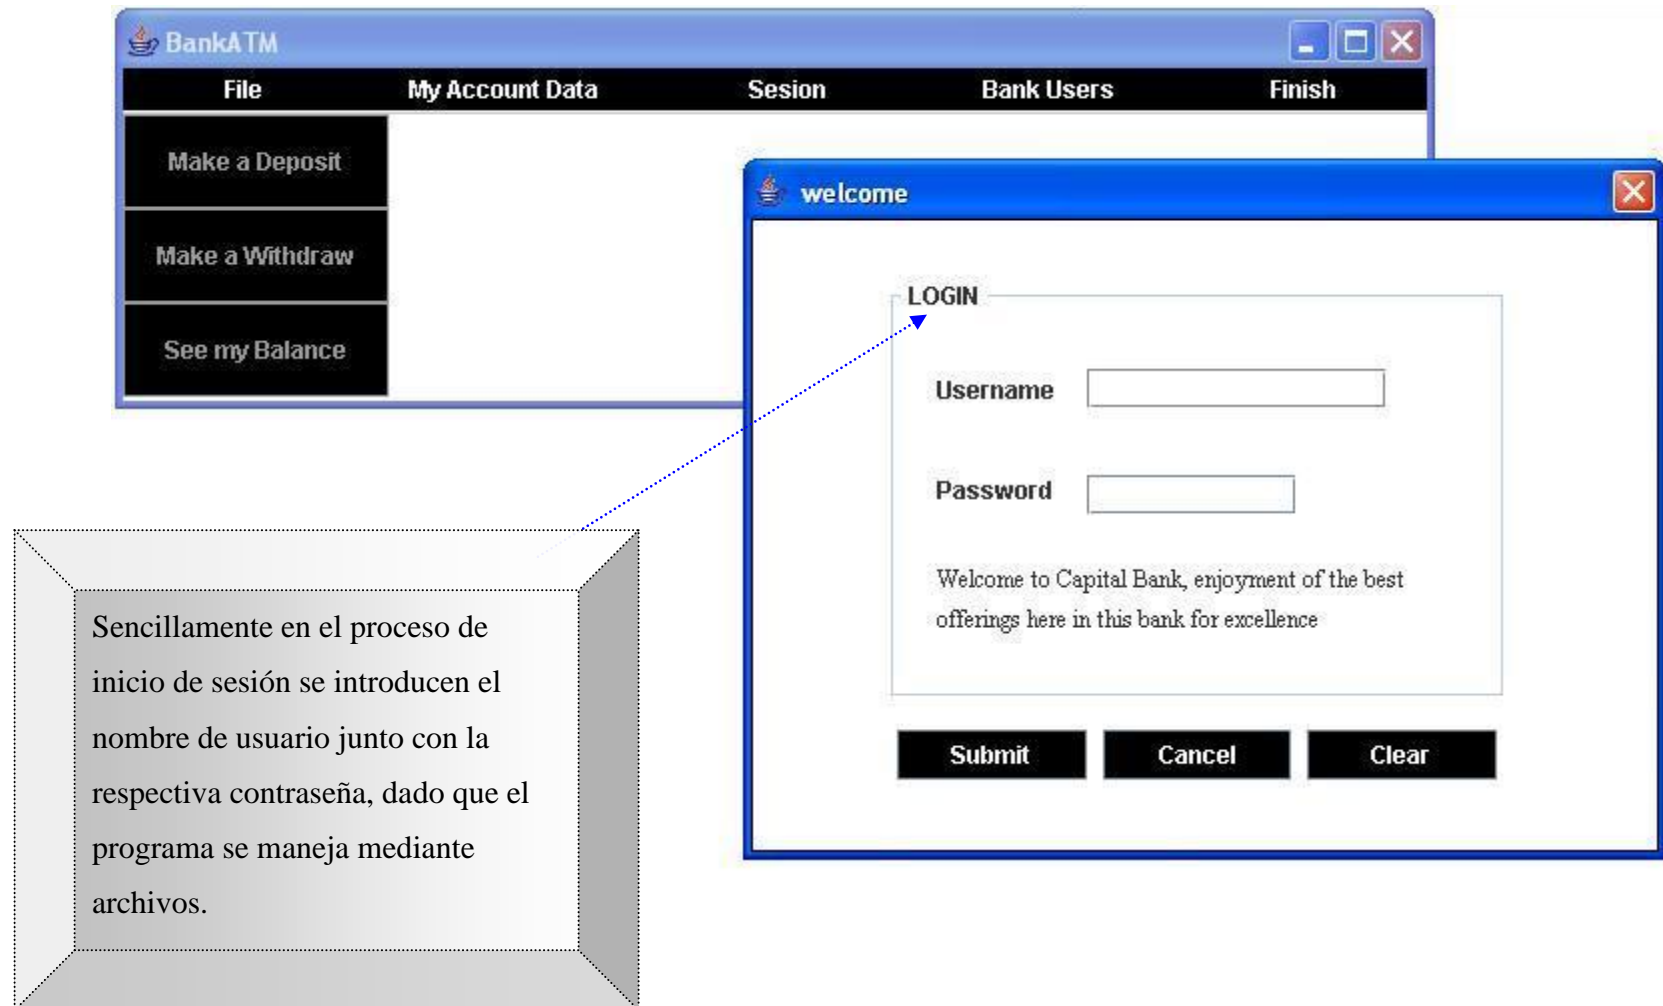 BankATM
File My Account Data Sesion Bank Users Finish
Make a Deposit
Make a Withdraw
See my Balance
welcome
LOGIN
Username
Password
Welcome to Capital Bank, enjoyment of the best
offerings here in this bank for excellence
Submit Cancel Clear
Sencillamente en el proceso de
inicio de sesión se introducen el
nombre de usuario junto con la
respectiva contraseña, dado que el
programa se maneja mediante
archivos.